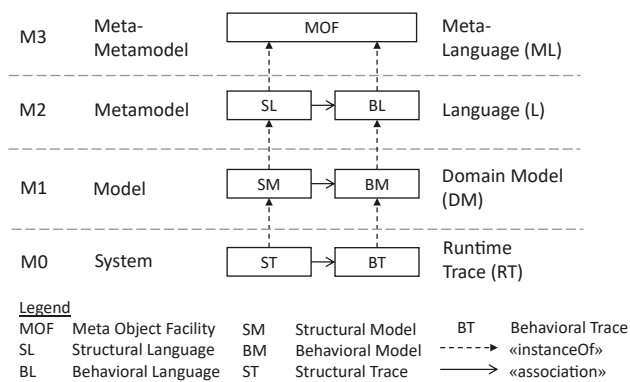 M3 Meta-Metamodel MOF Meta-Language (ML)
M2 Metamodel SL BL Language (L)
M1 Model SM BM Domain Model (DM)
M0 System ST BT Runtime Trace (RT)
Legend
MOF Meta Object Facility SM Structural Model BT Behavioral Trace
SL Structural Language BM Behavioral Model «instanceOf»
BL Behavioral Language ST Structural Trace «association»